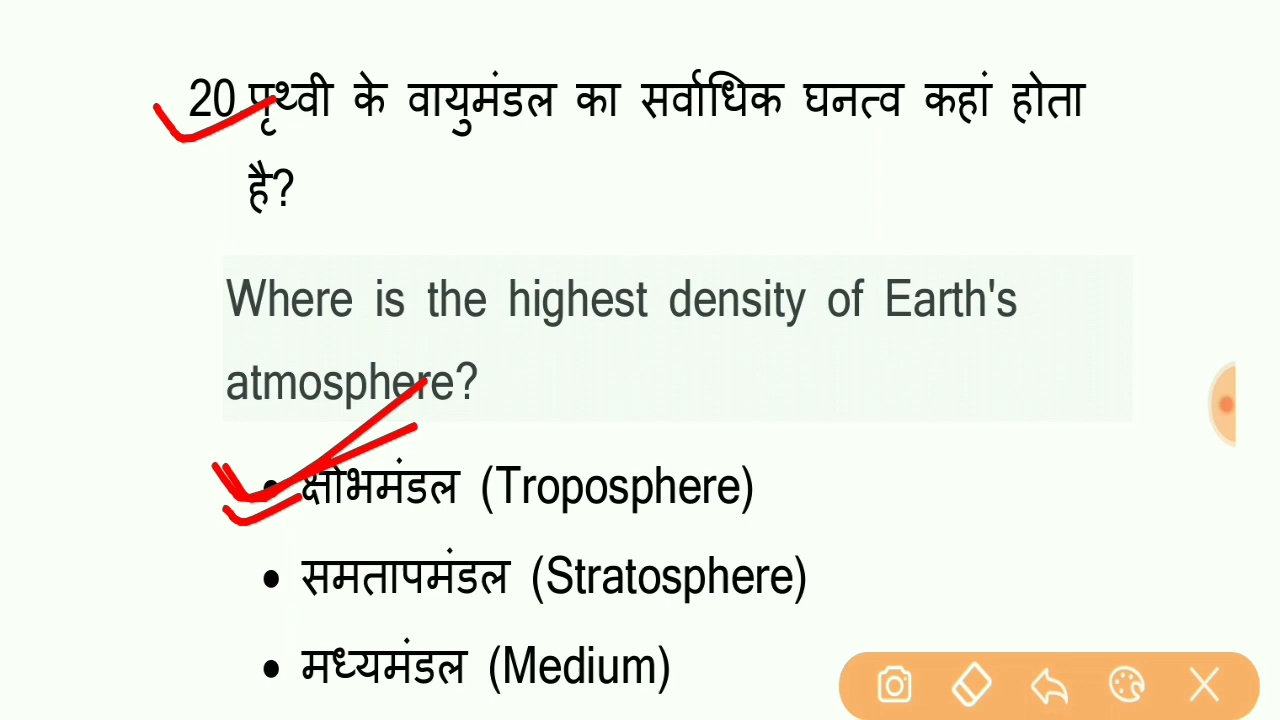 20 पृथ्वी के वायुमंडल का सर्वाधिक घनत्व कहां होता
है?
Where is the highest density of Earth's
atmosphere?
• क्षोभमंडल (Troposphere)
• समतापमंडल (Stratosphere)
• मध्यमंडल (Medium)